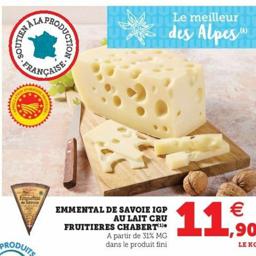 SOUTIEN À LA PRODUCTION
FRANÇAISE
Le meilleur
des Alpes
EMMENTAL DE SAVOIE IGP
AU LAIT CRU
FRUITIERES CHABERT
A partir de 31% MG
dans le produit fini
11€,90
LE KG
PRODUITS